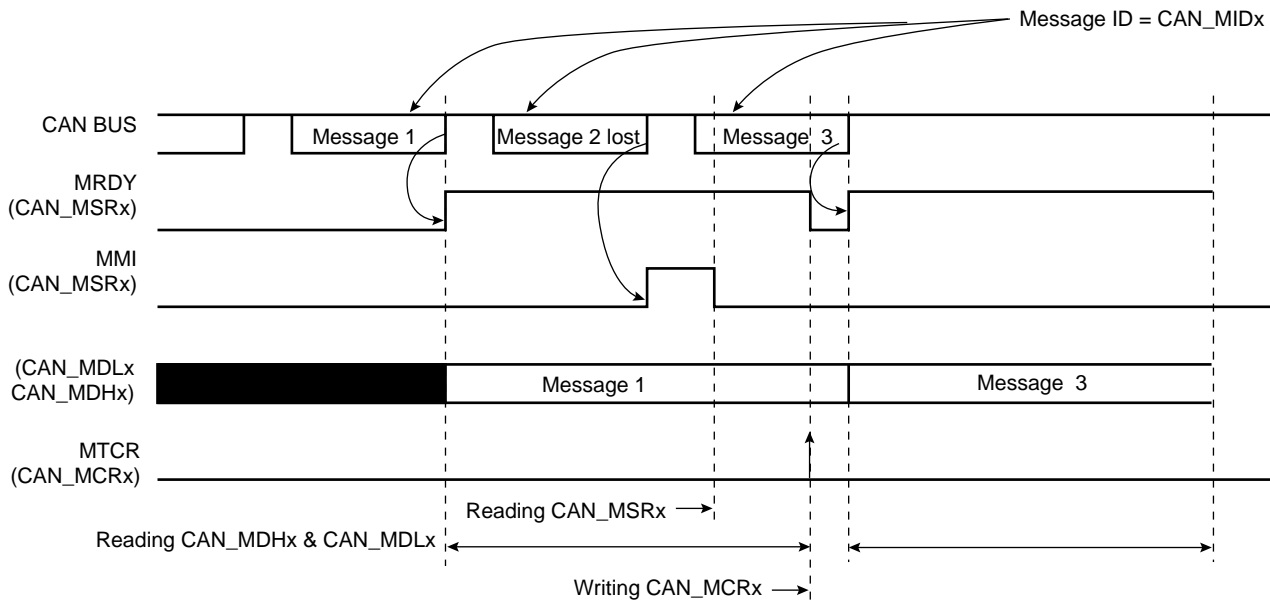 Message ID = CAN_MIDx
CAN BUS
Message 1
Message 2 lost
Message 3
MRDY
(CAN_MSRx)
MMI
(CAN_MSRx)
(CAN_MDLx
CAN_MDHx)
Message 1
Message 3
MTCR
(CAN_MCRx)
Reading CAN_MSRx
Reading CAN_MDHx & CAN_MDLx
Writing CAN_MCRx